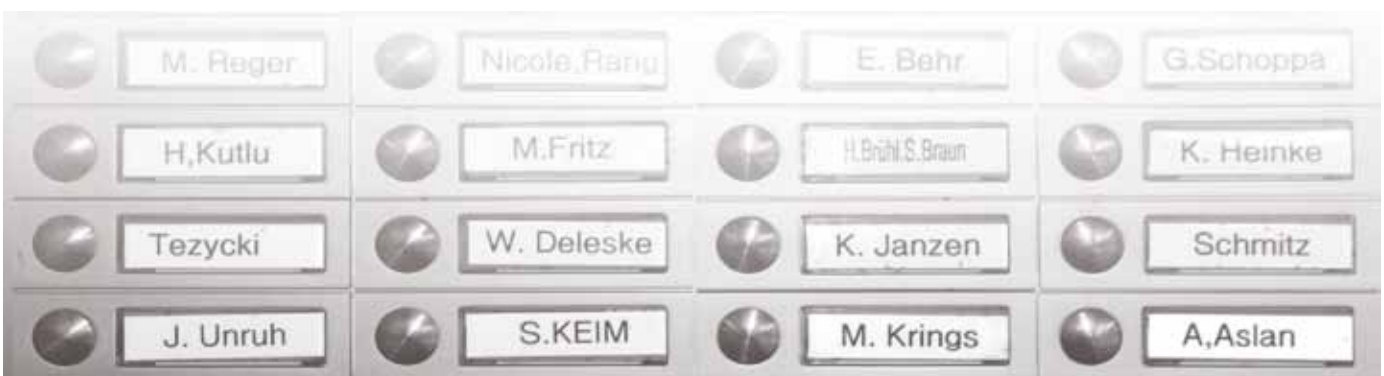 M. Reger
Nicole,Rang
E. Behr
G.Schoppa
H,Kutlu
M.Fritz
H.Brühl.S.Braun
K. Heinke
Tezycki
W. Deleske
K. Janzen
Schmitz
J. Unruh
S.KEIM
M. Krings
A,Aslan